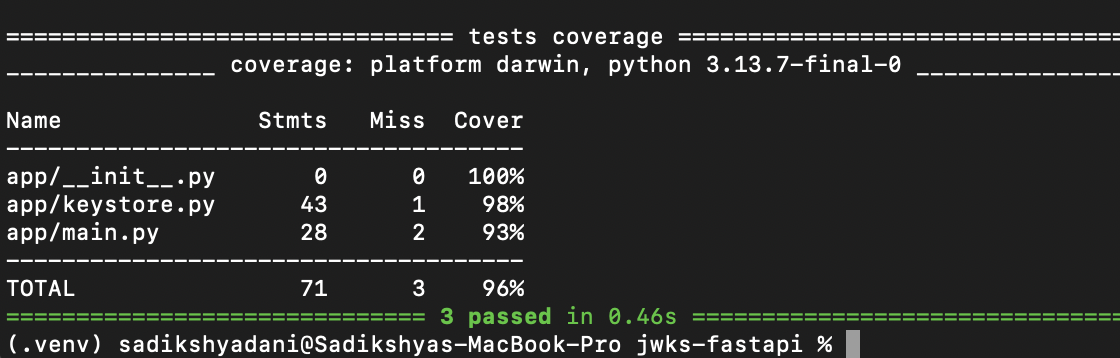 ================================ tests coverage ================================
_______________ coverage: platform darwin, python 3.13.7-final-0 _______________
Name              Stmts   Miss  Cover
-------------------------------------
app/__init__.py       0      0   100%
app/keystore.py      43      1    98%
app/main.py          28      2    93%
-------------------------------------
TOTAL                71      3    96%
============================== 3 passed in 0.46s ===============================
(.venv) sadikshyadani@Sadikshyas-MacBook-Pro jwks-fastapi %